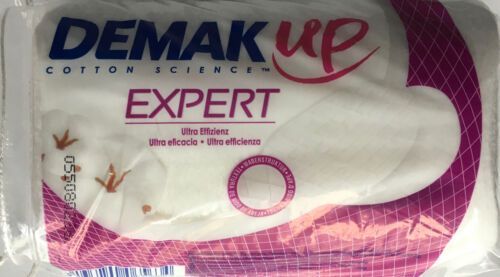 DEMAK up
COTTON SCIENCE™
EXPERT
Ultra Effizienz
Ultra eficacia • Ultra efficienza